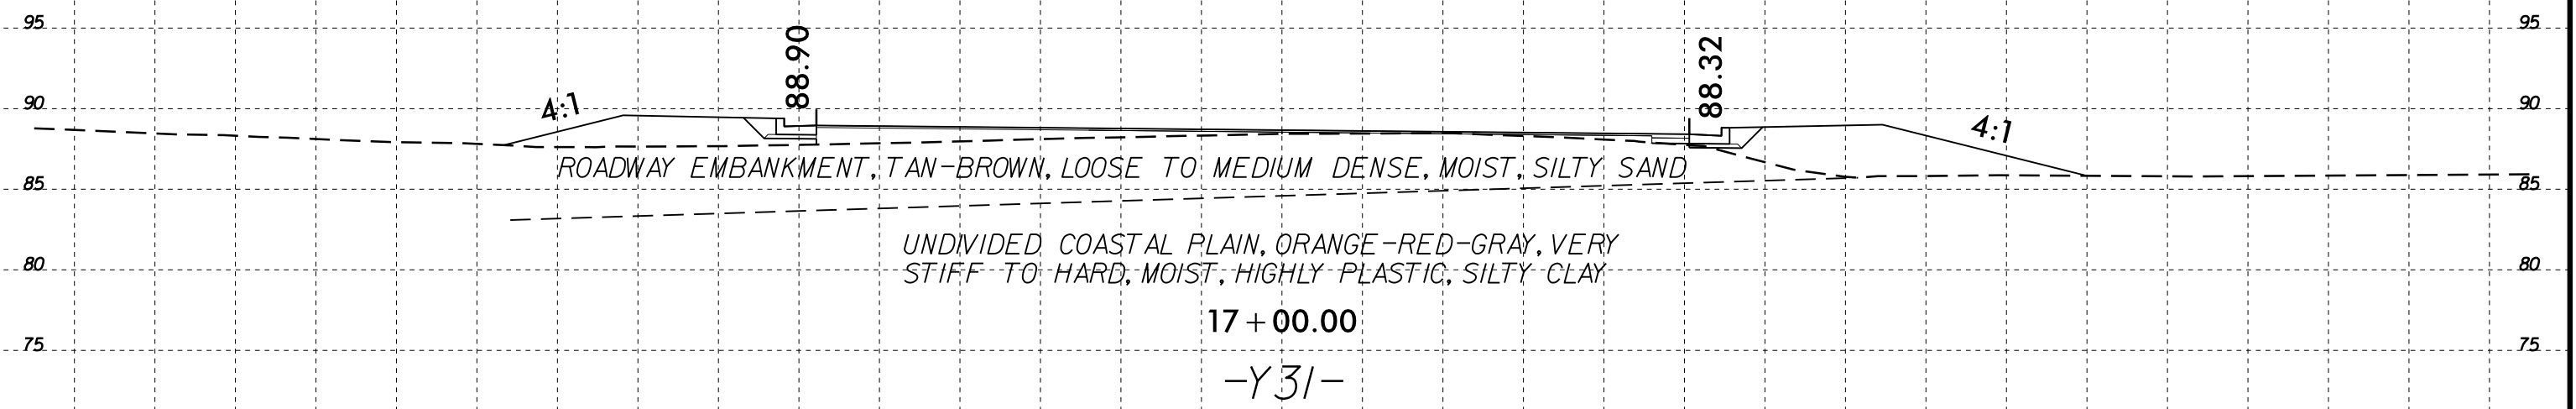 95 95
88.90
88.32
90 4:1 4:1 90
ROADWAY EMBANKMENT, TAN-BROWN, LOOSE TO MEDIUM DENSE, MOIST, SILTY SAND
85 85
UNDIVIDED COASTAL PLAIN, ORANGE-RED-GRAY, VERY
STIFF TO HARD, MOIST, HIGHLY PLASTIC, SILTY CLAY
80 80
17+00.00
75 75
-Y31-